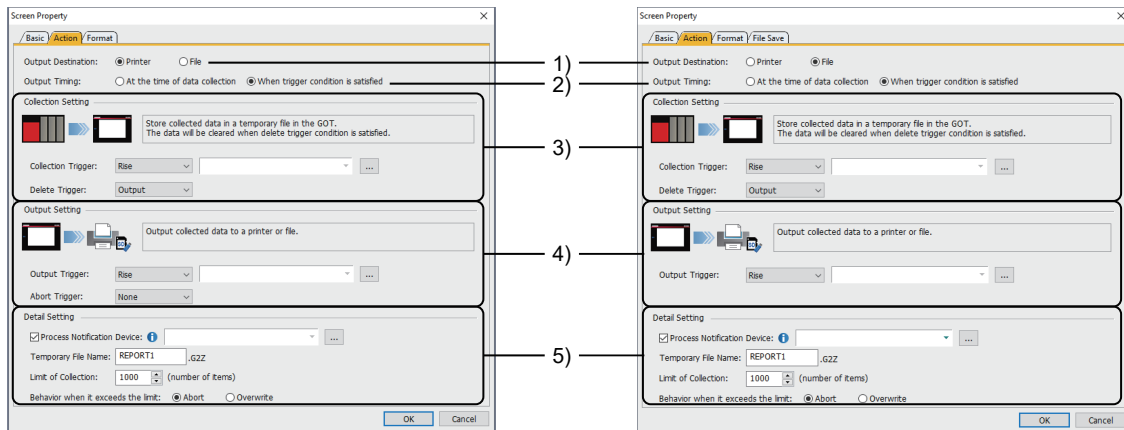 Screen Property
Basic Action Format
Output Destination: Printer File
Output Timing: At the time of data collection When trigger condition is satisfied
Collection Setting
Store collected data in a temporary file in the GOT.
The data will be cleared when delete trigger condition is satisfied.
Collection Trigger: Rise ...
Delete Trigger: Output
Output Setting
Output collected data to a printer or file.
Output Trigger: Rise ...
Abort Trigger: None
Detail Setting
Process Notification Device: ...
Temporary File Name: REPORT1 .G2Z
Limit of Collection: 1000 (number of items)
Behavior when it exceeds the limit: Abort Overwrite
OK Cancel
1)
2)
3)
4)
5)
Screen Property
Basic Action Format File Save
Output Destination: Printer File
Output Timing: At the time of data collection When trigger condition is satisfied
Collection Setting
Store collected data in a temporary file in the GOT.
The data will be cleared when delete trigger condition is satisfied.
Collection Trigger: Rise ...
Delete Trigger: Output
Output Setting
Output collected data to a printer or file.
Output Trigger: Rise ...
Detail Setting
Process Notification Device: ...
Temporary File Name: REPORT1 .G2Z
Limit of Collection: 1000 (number of items)
Behavior when it exceeds the limit: Abort Overwrite
OK Cancel